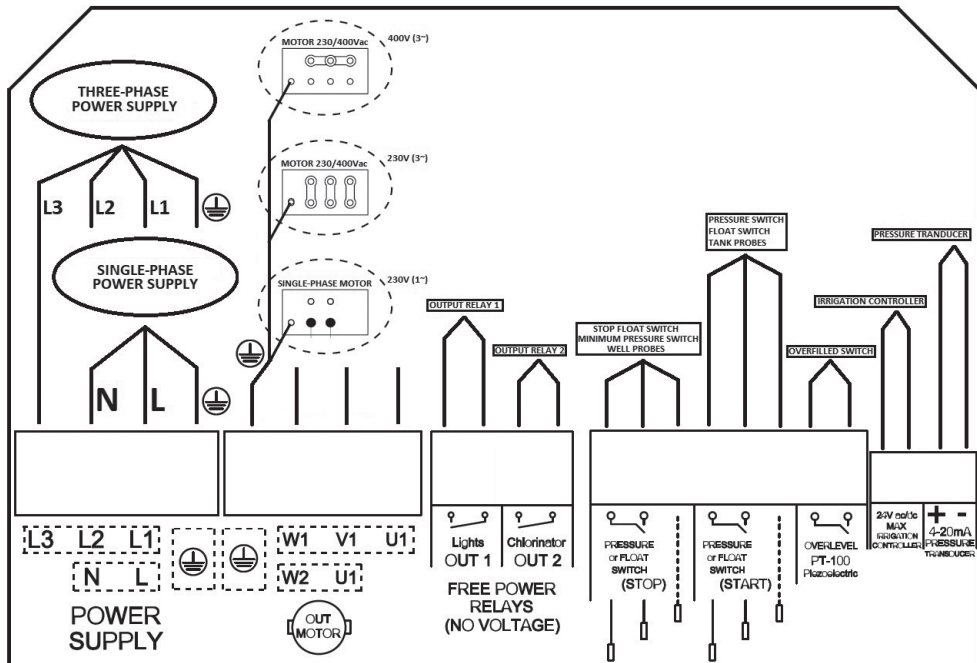 MOTOR 230/400Vac
400V (3~)
THREE-PHASE
POWER SUPPLY
MOTOR 230/400Vac
230V (3~)
L3
L2
L1
SINGLE-PHASE
POWER SUPPLY
SINGLE-PHASE MOTOR
230V (1~)
N
L
OUTPUT RELAY 1
OUTPUT RELAY 2
STOP FLOAT SWITCH
MINIMUM PRESSURE SWITCH
WELL PROBES
PRESSURE SWITCH
FLOAT SWITCH
TANK PROBES
OVERFILLED SWITCH
IRRIGATION CONTROLLER
PRESSURE TRANDUCER
L3 L2 L1
N L
POWER
SUPPLY
W1 V1 U1
W2 U1
OUT
MOTOR
Lights
OUT 1
Chlorinator
OUT 2
FREE POWER
RELAYS
(NO VOLTAGE)
PRESSURE
or FLOAT
SWITCH
(STOP)
PRESSURE
or FLOAT
SWITCH
(START)
OVERLEVEL
PT-100
Piezoelectric
24V ac/dc
MAX
IRRIGATION
CONTROLLER
+ -
4-20mA
PRESSURE
TRANSDUCER